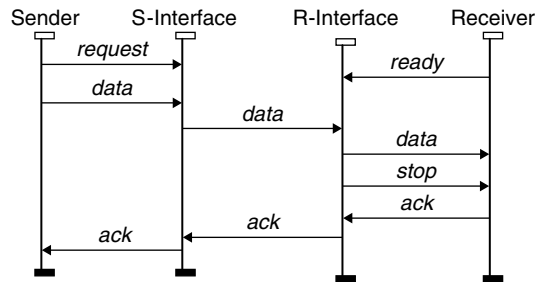 Sender S-Interface R-Interface Receiver
request
ready
data
data
data
stop
ack
ack
ack